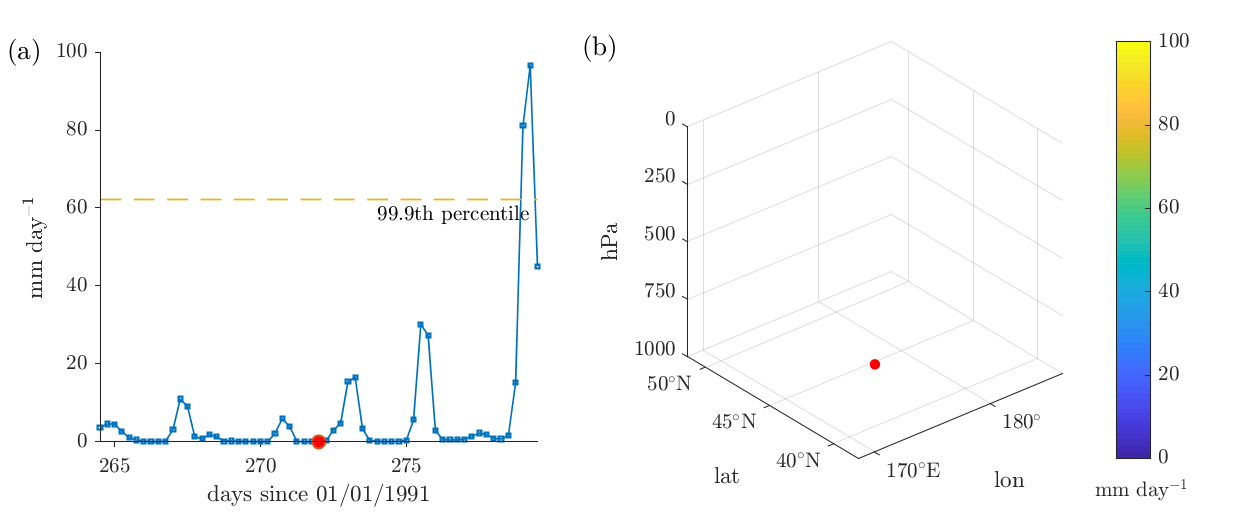 (a)
100
80
60
40
20
0
mm day⁻¹
99.9th percentile
265
270
275
days since 01/01/1991
(b)
0
250
500
750
1000
hPa
50°N
45°N
40°N
lat
170°E
180°
lon
100
80
60
40
20
0
mm day⁻¹